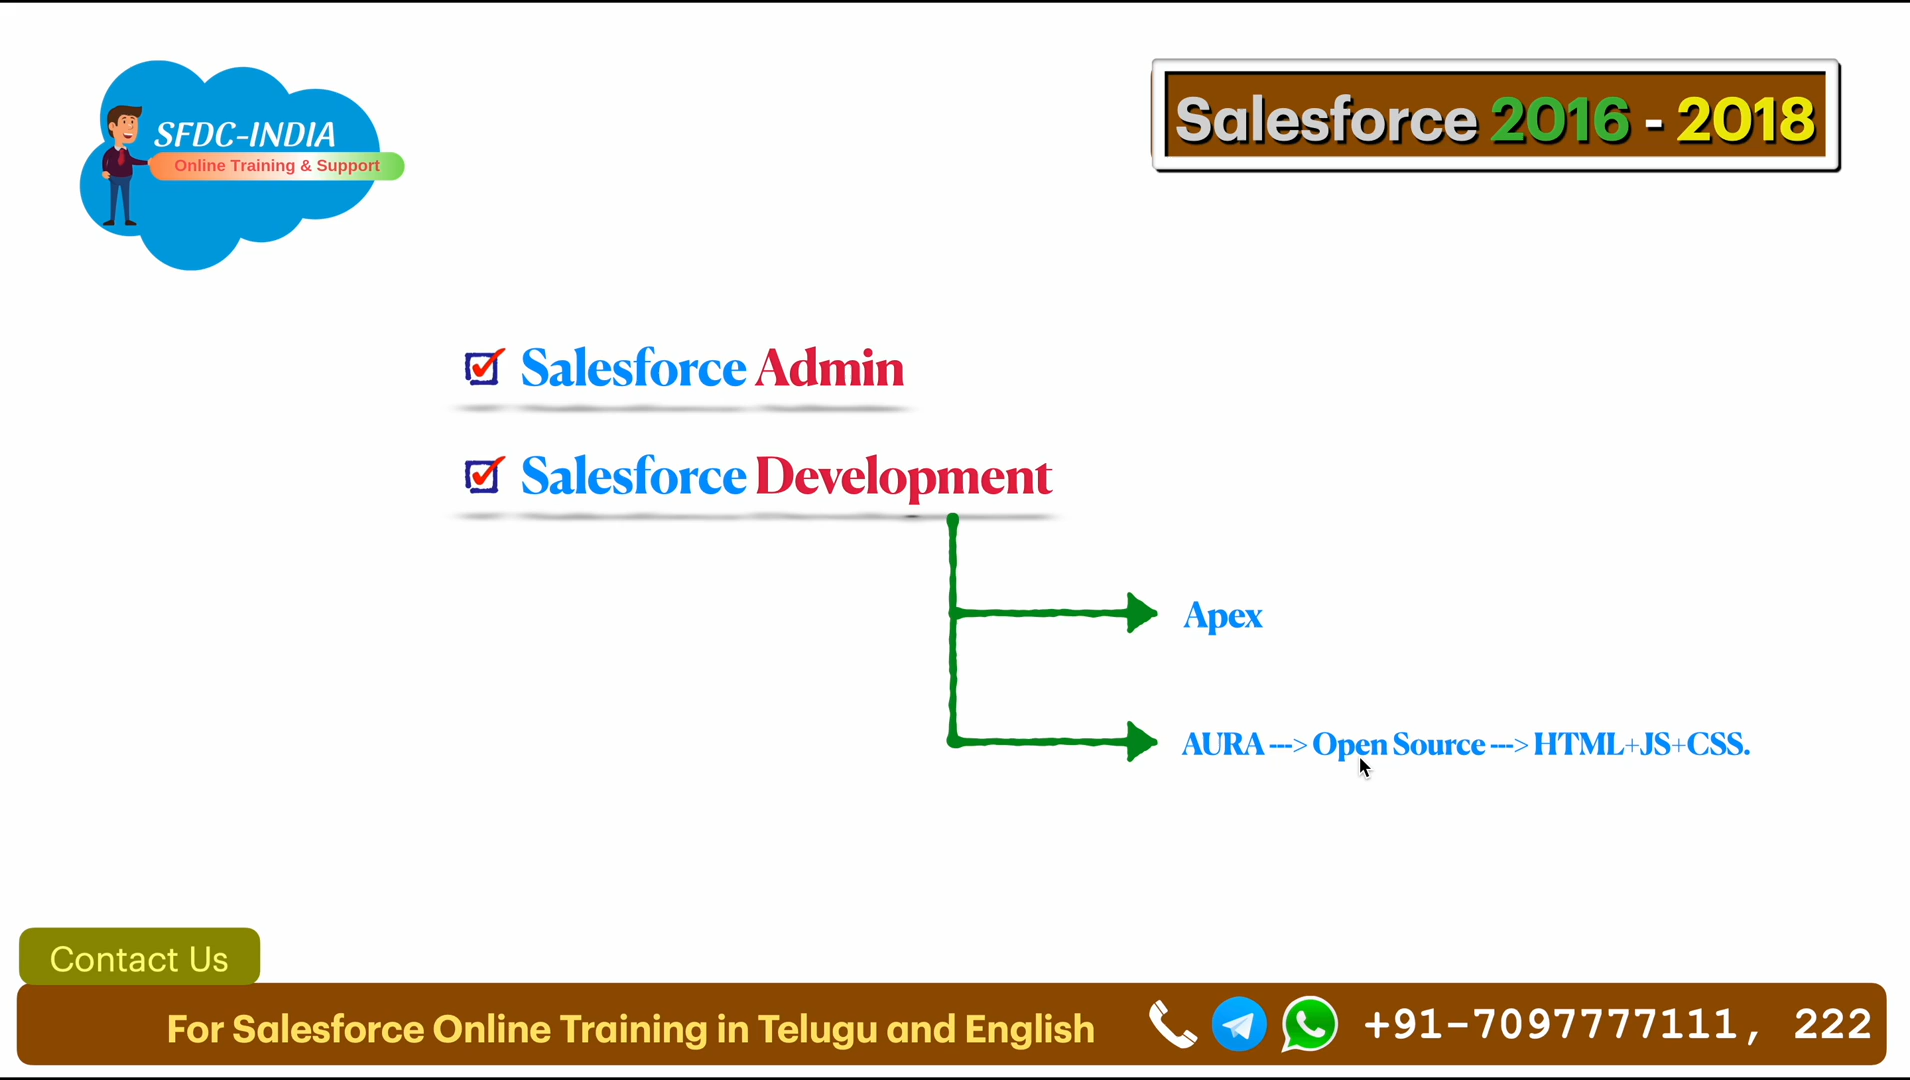 SFDC-INDIA
Online Training & Support
Salesforce 2016 - 2018
Salesforce Admin
Salesforce Development
Apex
AURA ---> Open Source ---> HTML+JS+CSS.
Contact Us
For Salesforce Online Training in Telugu and English
+91-7097777111, 222